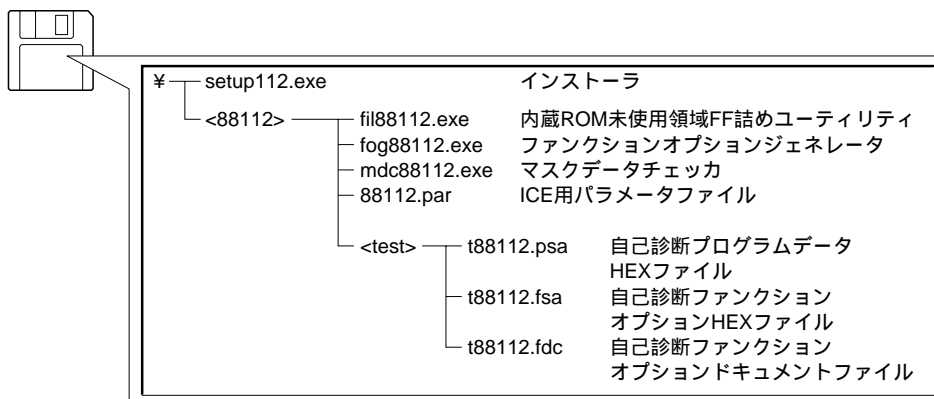 ¥ setup112.exe インストーラ
<88112> fil88112.exe 内蔵ROM未使用領域FF詰めユーティリティ
fog88112.exe ファンクションオプションジェネレータ
mdc88112.exe マスクデータチェッカ
88112.par ICE用パラメータファイル
<test> t88112.psa 自己診断プログラムデータ
HEXファイル
t88112.fsa 自己診断ファンクション
オプションHEXファイル
t88112.fdc 自己診断ファンクション
オプションドキュメントファイル